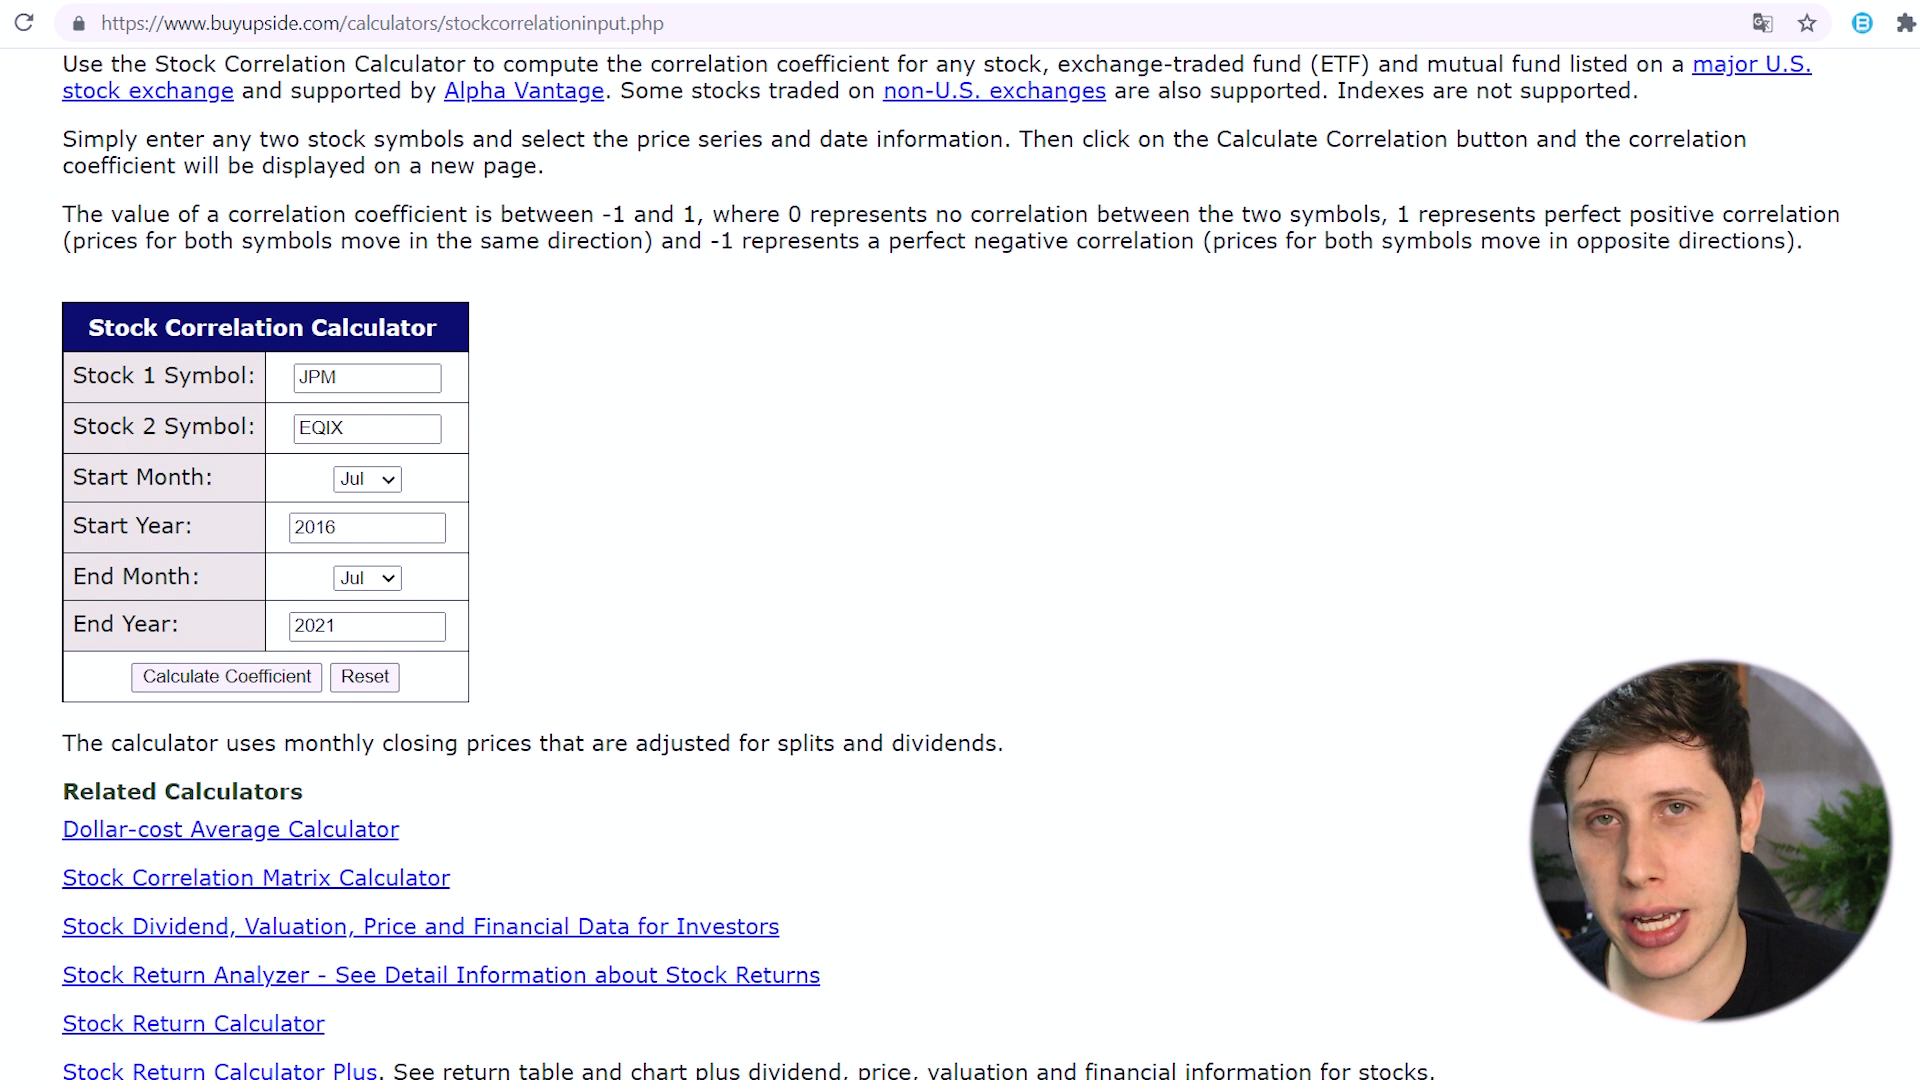 https://www.buyupside.com/calculators/stockcorrelationinput.php
Use the Stock Correlation Calculator to compute the correlation coefficient for any stock, exchange-traded fund (ETF) and mutual fund listed on a major U.S.
stock exchange and supported by Alpha Vantage. Some stocks traded on non-U.S. exchanges are also supported. Indexes are not supported.
Simply enter any two stock symbols and select the price series and date information. Then click on the Calculate Correlation button and the correlation
coefficient will be displayed on a new page.
The value of a correlation coefficient is between -1 and 1, where 0 represents no correlation between the two symbols, 1 represents perfect positive correlation
(prices for both symbols move in the same direction) and -1 represents a perfect negative correlation (prices for both symbols move in opposite directions).
Stock Correlation Calculator
Stock 1 Symbol: JPM
Stock 2 Symbol: EQIX
Start Month: Jul
Start Year: 2016
End Month: Jul
End Year: 2021
Calculate Coefficient Reset
The calculator uses monthly closing prices that are adjusted for splits and dividends.
Related Calculators
Dollar-cost Average Calculator
Stock Correlation Matrix Calculator
Stock Dividend, Valuation, Price and Financial Data for Investors
Stock Return Analyzer - See Detail Information about Stock Returns
Stock Return Calculator
Stock Return Calculator Plus. See return table and chart plus dividend, price, valuation and financial information for stocks.